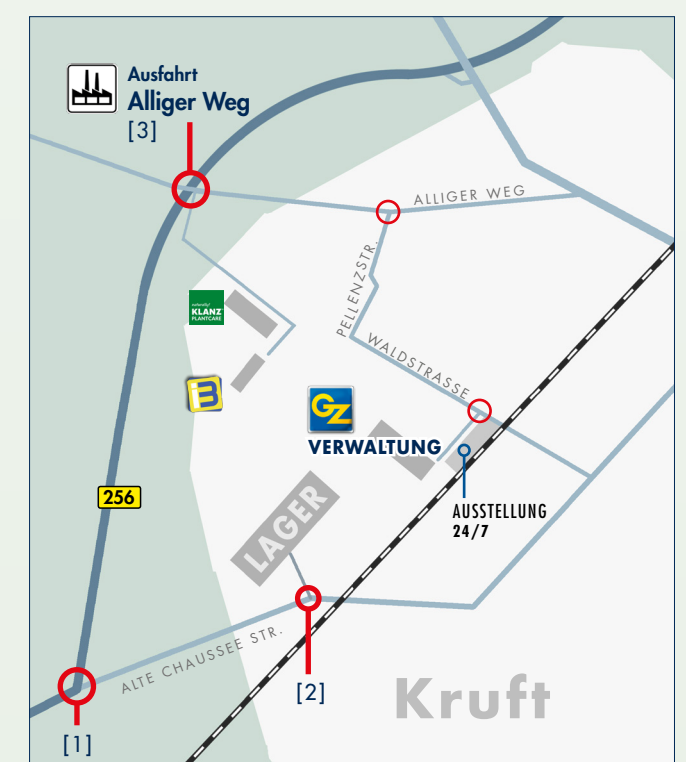 Ausfahrt
Alliger Weg
[3]
ALLIGER WEG
PELLENZSTR.
naturally!
KLANZ
PLANTCARE
WALDSTRASSE
i3
GZ
VERWALTUNG
256
LAGER
AUSSTELLUNG
24/7
ALTE CHAUSSEE STR.
[2]
Kruft
[1]